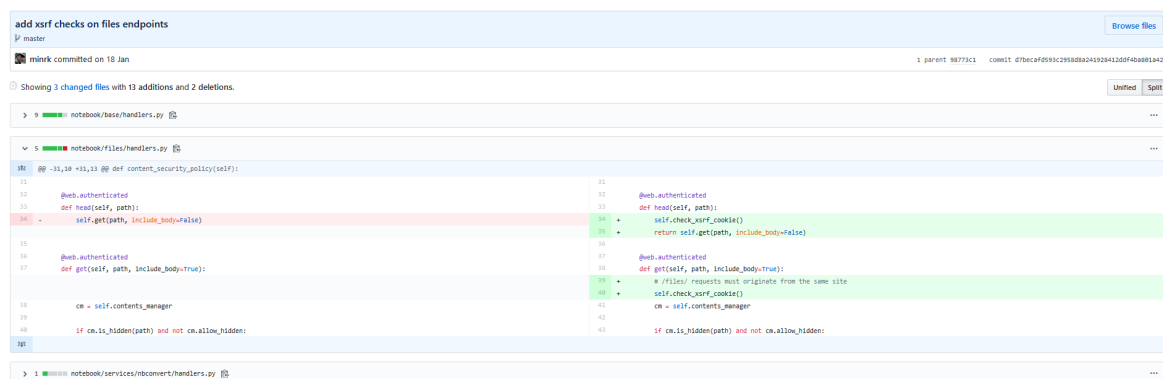 add xsrf checks on files endpoints
master
Browse files
minrk committed on 18 Jan
1 parent 98773c1 commit d7becafd593c2958d8a241928412ddf4ba801a42
Showing 3 changed files with 13 additions and 2 deletions.
Unified Split
9 notebook/base/handlers.py
5 notebook/files/handlers.py
@@ -31,10 +31,13 @@ def content_security_policy(self):
31 31
32 @web.authenticated 32 @web.authenticated
33 def head(self, path): 33 def head(self, path):
34 - self.get(path, include_body=False) 34 + self.check_xsrf_cookie()
35 + return self.get(path, include_body=False)
35 36
36 @web.authenticated 37 @web.authenticated
37 def get(self, path, include_body=True): 38 def get(self, path, include_body=True):
39 + # /files/ requests must originate from the same site
40 + self.check_xsrf_cookie()
38 cm = self.contents_manager 41 cm = self.contents_manager
39 42
40 if cm.is_hidden(path) and not cm.allow_hidden: 43 if cm.is_hidden(path) and not cm.allow_hidden:
1 notebook/services/nbconvert/handlers.py